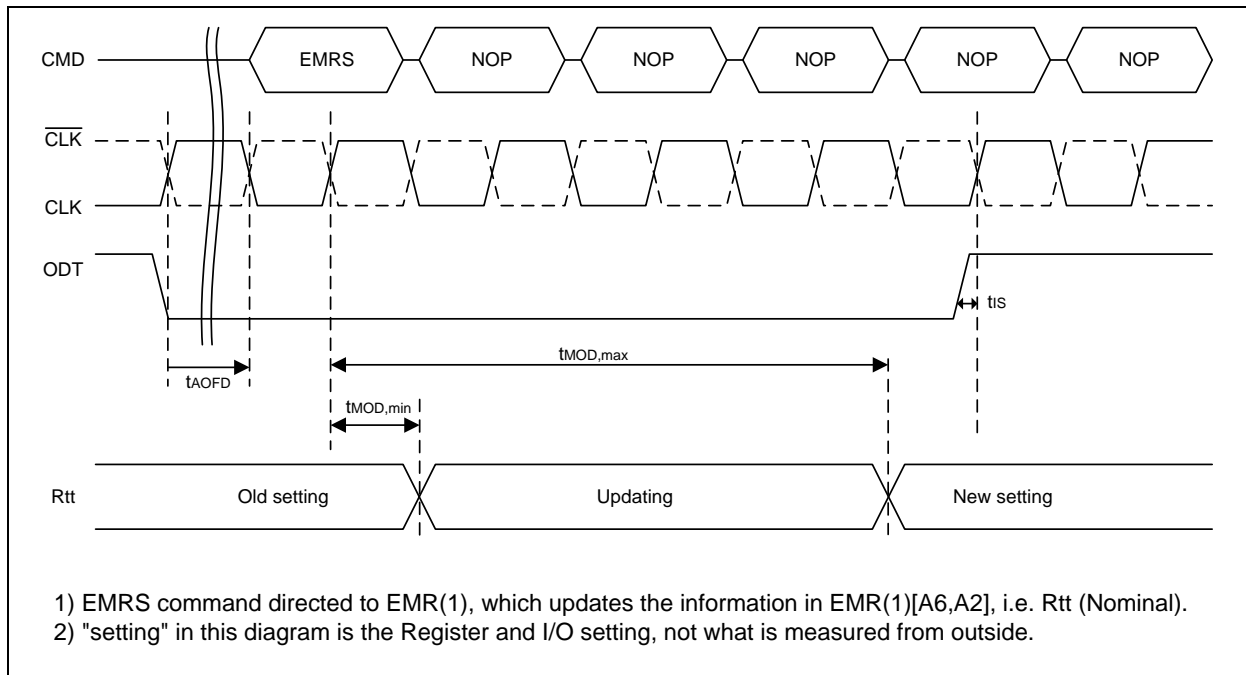 CMD EMRS NOP NOP NOP NOP NOP
CLK
CLK
ODT
tIS
tMOD,max
tAOFD
tMOD,min
Rtt Old setting Updating New setting
1) EMRS command directed to EMR(1), which updates the information in EMR(1)[A6,A2], i.e. Rtt (Nominal).
2) "setting" in this diagram is the Register and I/O setting, not what is measured from outside.